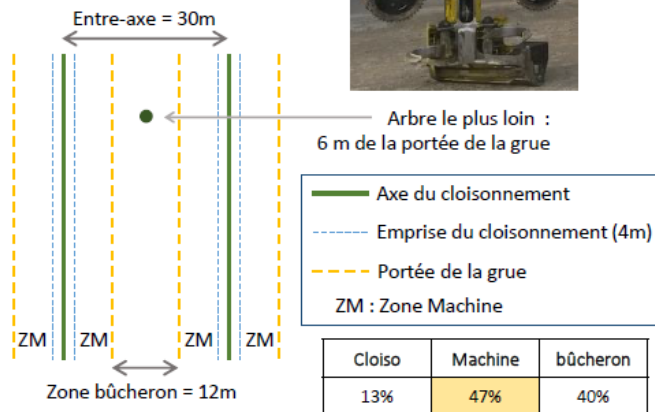 Entre-axe = 30m
Arbre le plus loin :
6 m de la portée de la grue
Axe du cloisonnement
Emprise du cloisonnement (4m)
Portée de la grue
ZM : Zone Machine
ZM ZM ZM ZM
Zone bûcheron = 12m
Cloiso Machine bûcheron
13% 47% 40%